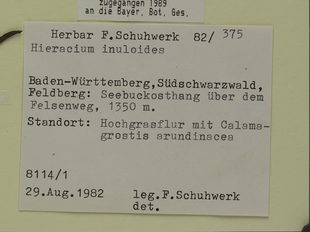 zugegangen 1989
an die Bayer. Bot. Ges.
Herbar F.Schuhwerk 82/ 375
Hieracium inuloides
Baden-Württemberg,Südschwarzwald,
Feldberg: Seebuckosthang über dem
Felsenweg, 1350 m.
Standort: Hochgrasflur mit Calama-
grostis arundinacea
8114/1
29.Aug.1982 leg.F.Schuhwerk
det.